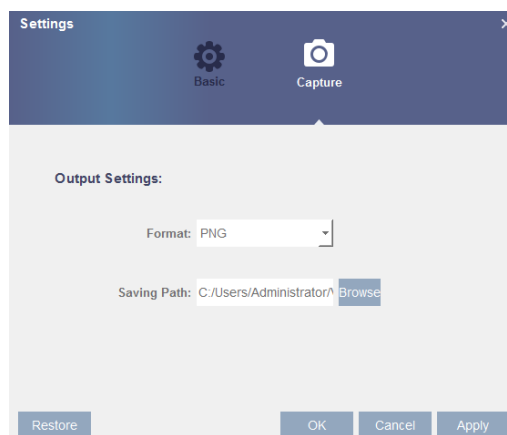 Settings
Basic
Capture
Output Settings:
Format: PNG
Saving Path: C:/Users/Administrator/ Browse
Restore OK Cancel Apply